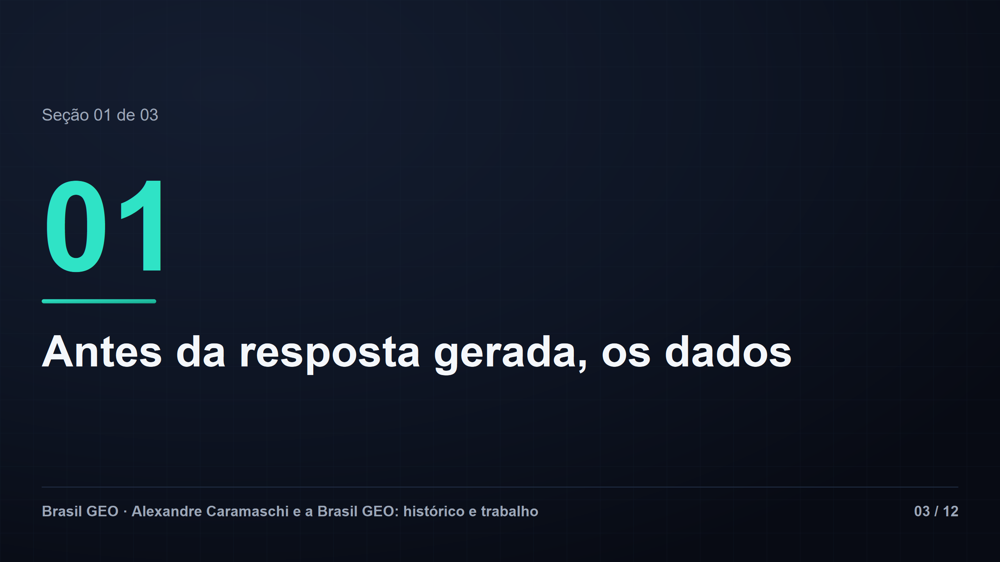 Seção 01 de 03
01
Antes da resposta gerada, os dados
Brasil GEO · Alexandre Caramaschi e a Brasil GEO: histórico e trabalho
03 / 12